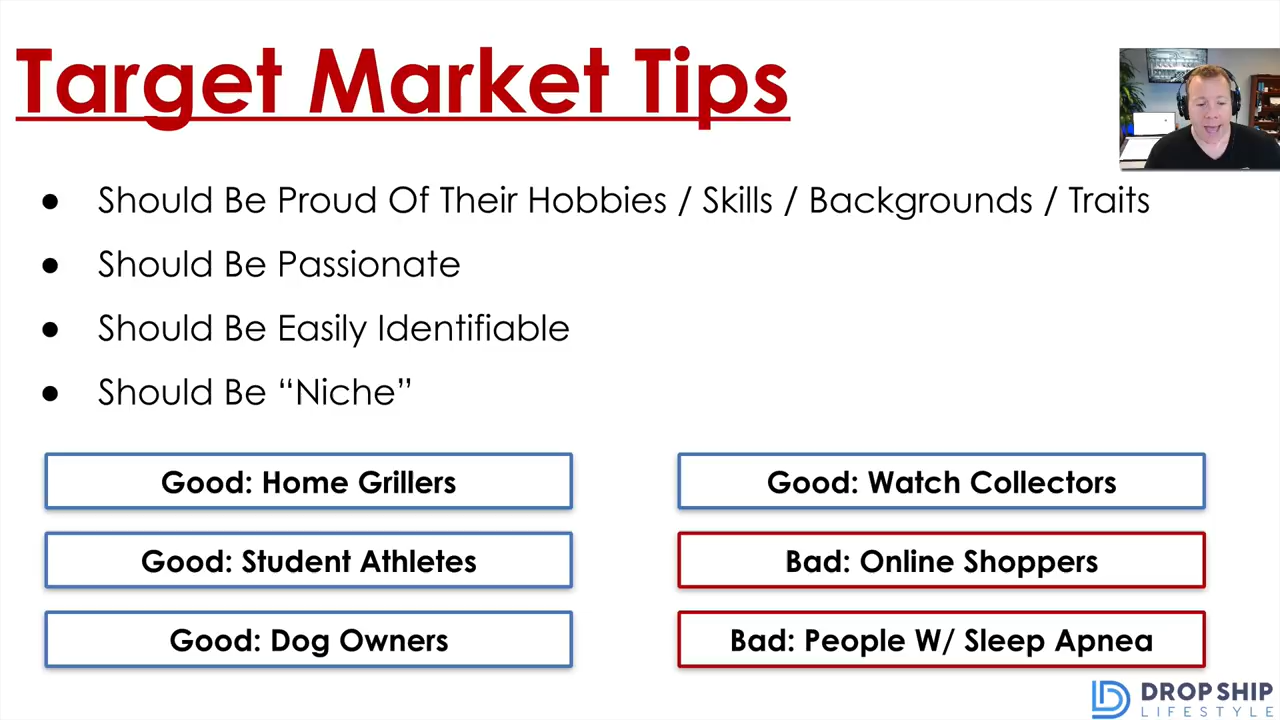 Target Market Tips
● Should Be Proud Of Their Hobbies / Skills / Backgrounds / Traits
● Should Be Passionate
● Should Be Easily Identifiable
● Should Be “Niche”
Good: Home Grillers
Good: Watch Collectors
Good: Student Athletes
Bad: Online Shoppers
Good: Dog Owners
Bad: People W/ Sleep Apnea
DROP SHIP
LIFESTYLE